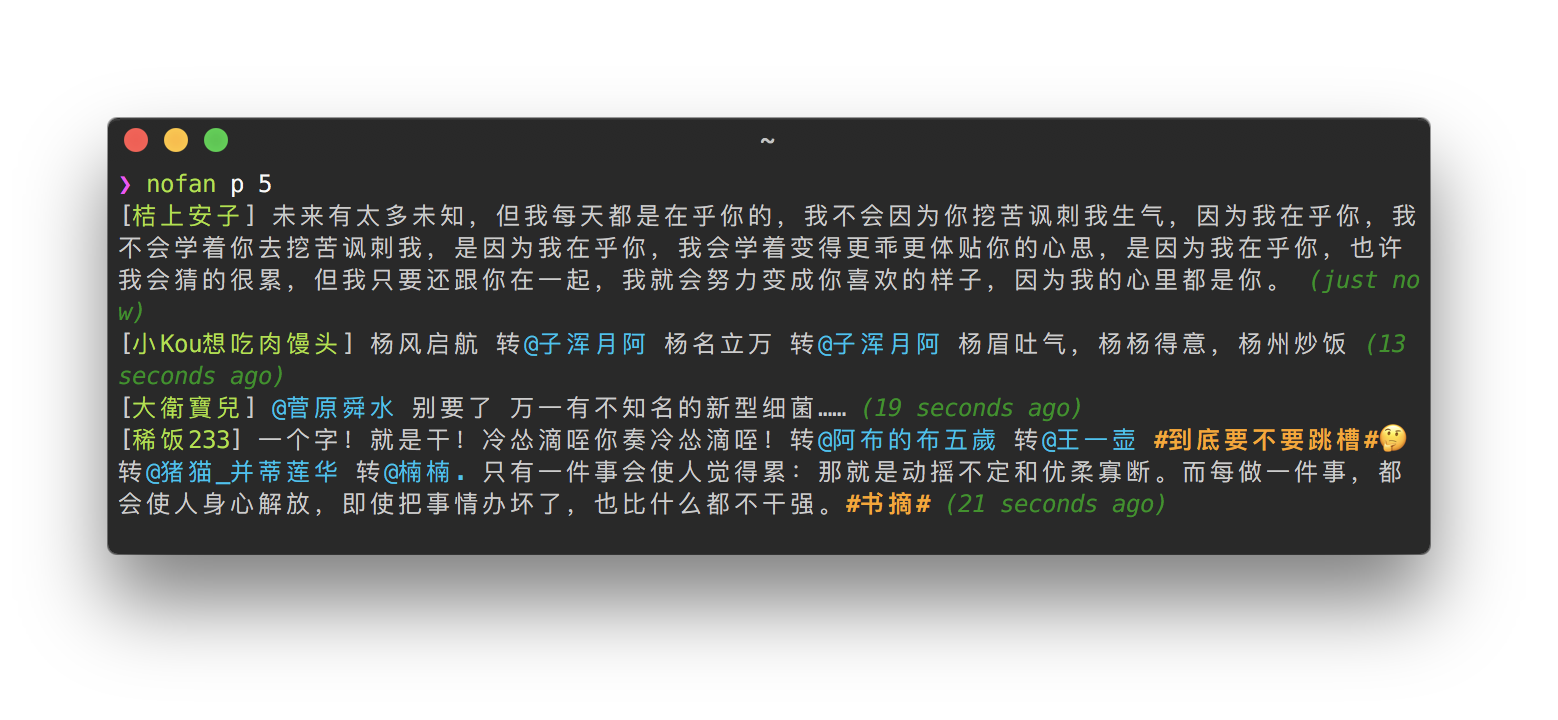 ~
❯ nofan p 5
[桔上安子] 未来有太多未知，但我每天都是在乎你的，我不会因为你挖苦讽刺我生气，因为我在乎你，我
不会学着你去挖苦讽刺我，是因为我在乎你，我会学着变得更乖更体贴你的心思，是因为我在乎你，也许
我会猜的很累，但我只要还跟你在一起，我就会努力变成你喜欢的样子，因为我的心里都是你。 (just no
w)
[小Kou想吃肉馒头] 杨风启航 转@子浑月阿 杨名立万 转@子浑月阿 杨眉吐气，杨杨得意，杨州炒饭 (13
seconds ago)
[大衛寶兒] @菅原舜水 别要了 万一有不知名的新型细菌…… (19 seconds ago)
[稀饭233] 一个字！就是干！冷怂滴咥你奏冷怂滴咥！转@阿布的布五歲 转@王一壶 #到底要不要跳槽#🤔
转@猪猫_并蒂莲华 转@楠楠. 只有一件事会使人觉得累：那就是动摇不定和优柔寡断。而每做一件事，都
会使人身心解放，即使把事情办坏了，也比什么都不干强。#书摘# (21 seconds ago)